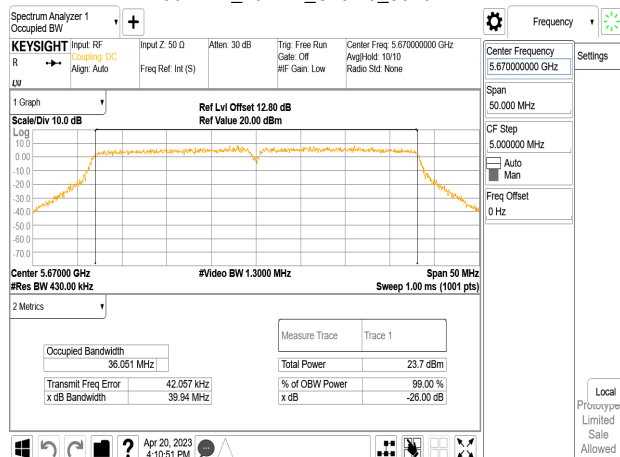 Spectrum Analyzer 1
Occupied BW
KEYSIGHT
R
LXI
Input: RF
Coupling: DC
Align: Auto
Input Z: 50 Ω
Freq Ref: Int (S)
Atten: 30 dB
Trig: Free Run
Gate: Off
#IF Gain: Low
Center Freq: 5.670000000 GHz
Avg|Hold: 10/10
Radio Std: None
1 Graph
Scale/Div 10.0 dB
Ref Lvl Offset 12.80 dB
Ref Value 20.00 dBm
Log
10.0
0.00
-10.0
-20.0
-30.0
-40.0
-50.0
-60.0
-70.0
Center 5.67000 GHz
#Res BW 430.00 kHz
#Video BW 1.3000 MHz
Span 50 MHz
Sweep 1.00 ms (1001 pts)
2 Metrics
Measure Trace Trace 1
Occupied Bandwidth
36.051 MHz
Total Power 23.7 dBm
Transmit Freq Error 42.057 kHz
% of OBW Power 99.00 %
x dB Bandwidth 39.94 MHz
x dB -26.00 dB
?
Apr 20, 2023
4:10:51 PM
Frequency
Settings
Center Frequency
5.670000000 GHz
Span
50.000 MHz
CF Step
5.000000 MHz
Auto
Man
Freq Offset
0 Hz
Local
Prototype
Limited
Sale
Allowed